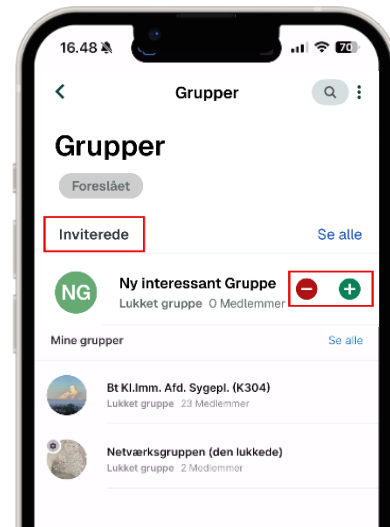 16.48
70
Grupper
Grupper
Foreslået
Inviterede
Se alle
NG
Ny interessant Gruppe
Lukket gruppe 0 Medlemmer
Mine grupper
Se alle
Bt Kl.Imm. Afd. Sygepl. (K304)
Lukket gruppe 23 Medlemmer
Netværksgruppen (den lukkede)
Lukket gruppe 2 Medlemmer